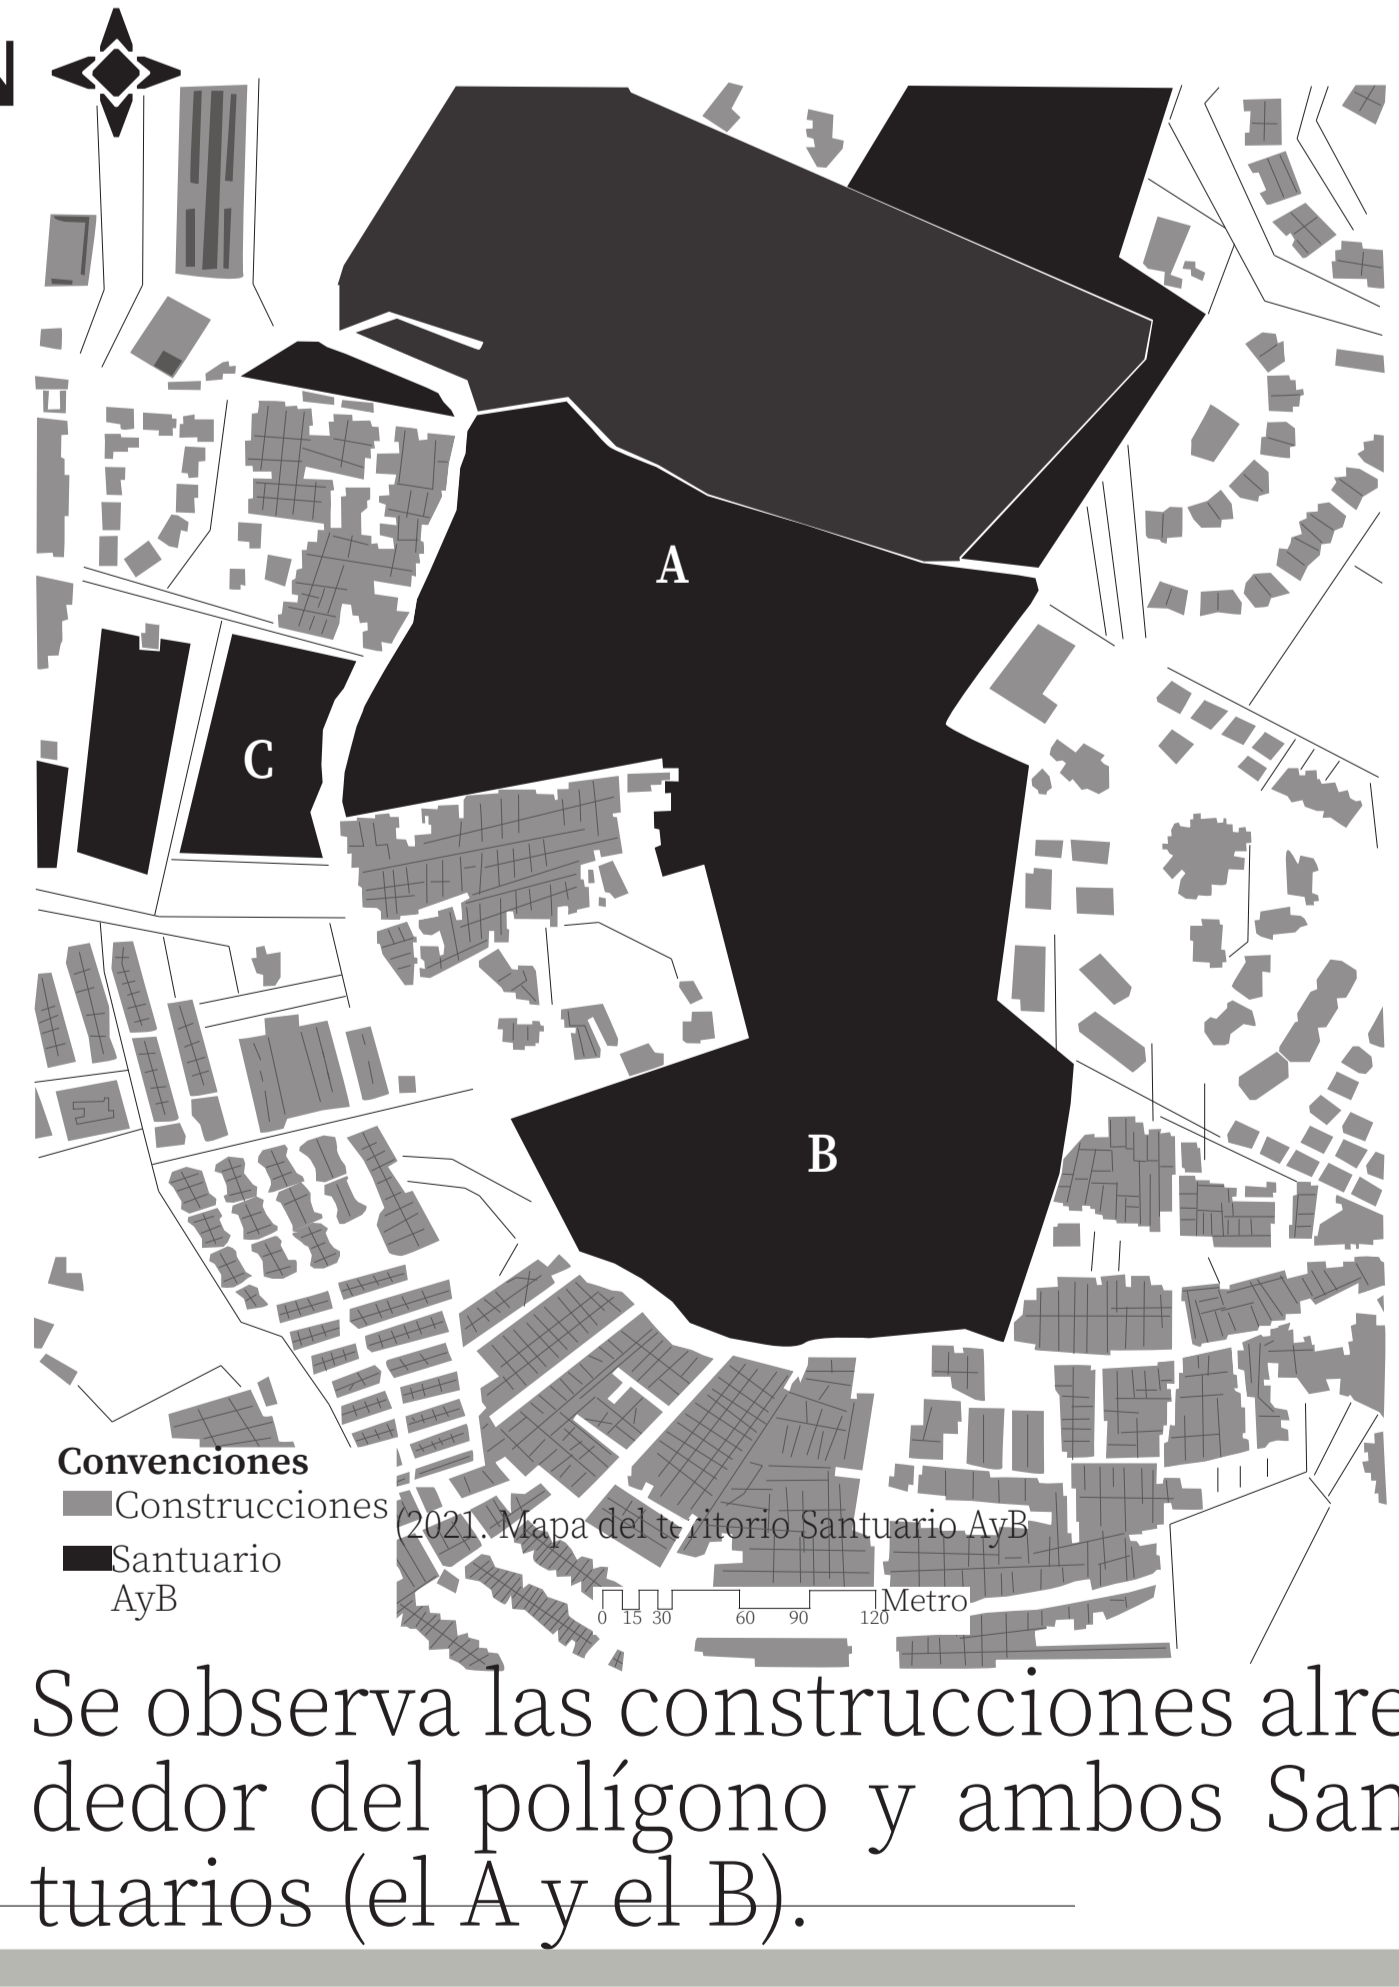 N
A
C
B
Convenciones
Construcciones
(2021. Mapa del territorio Santuario AyB
Santuario
AyB
0 15 30 60 90 120 Metro
Se observa las construcciones alre
dedor del polígono y ambos San
tuarios (el A y el B).